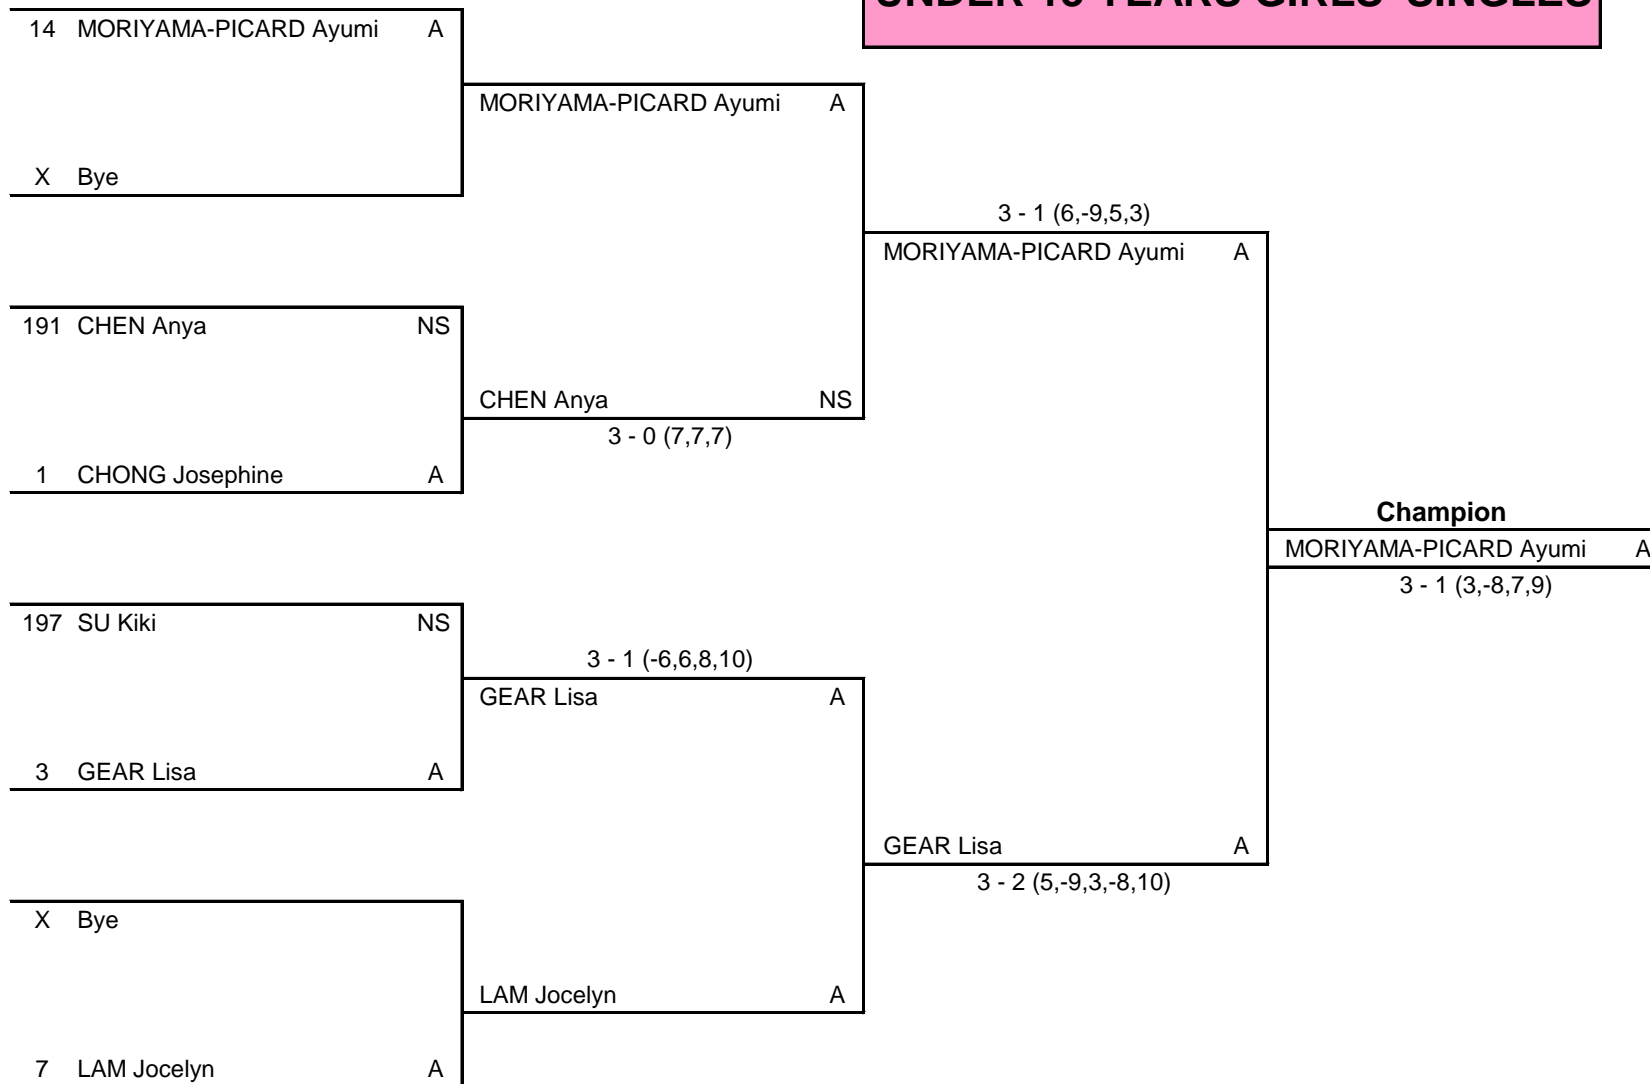 UNDER YEARS GIRLS SINGLES
14 MORIYAMA-PICARD Ayumi A
MORIYAMA-PICARD Ayumi A
X Bye
3 - 1 (6,-9,5,3)
MORIYAMA-PICARD Ayumi A
191 CHEN Anya NS
CHEN Anya NS
3 - 0 (7,7,7)
1 CHONG Josephine A
Champion
MORIYAMA-PICARD Ayumi A
3 - 1 (3,-8,7,9)
197 SU Kiki NS
3 - 1 (-6,6,8,10)
GEAR Lisa A
3 GEAR Lisa A
GEAR Lisa A
3 - 2 (5,-9,3,-8,10)
X Bye
LAM Jocelyn A
7 LAM Jocelyn A